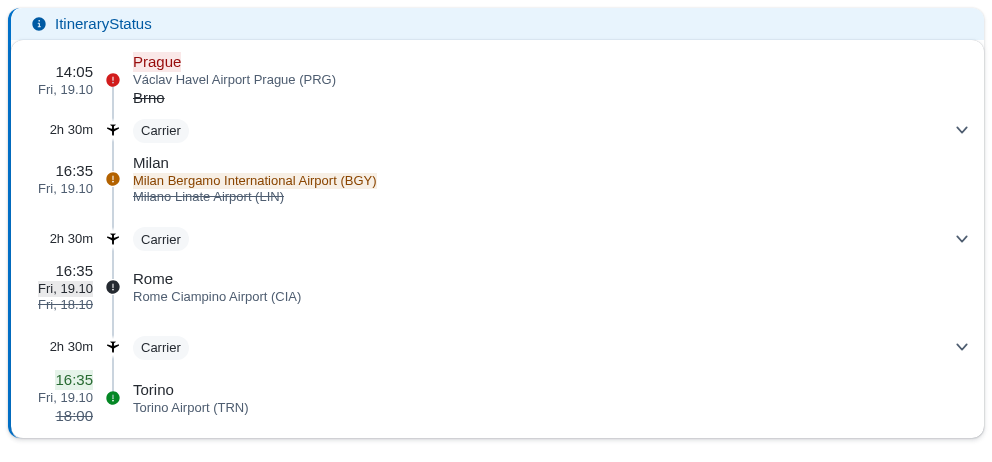 ItineraryStatus
14:05
Fri, 19.10
Prague
Václav Havel Airport Prague (PRG)
Brno
2h 30m
Carrier
16:35
Fri, 19.10
Milan
Milan Bergamo International Airport (BGY)
Milano Linate Airport (LIN)
2h 30m
Carrier
16:35
Fri, 19.10
Fri, 18.10
Rome
Rome Ciampino Airport (CIA)
2h 30m
Carrier
16:35
Fri, 19.10
18:00
Torino
Torino Airport (TRN)